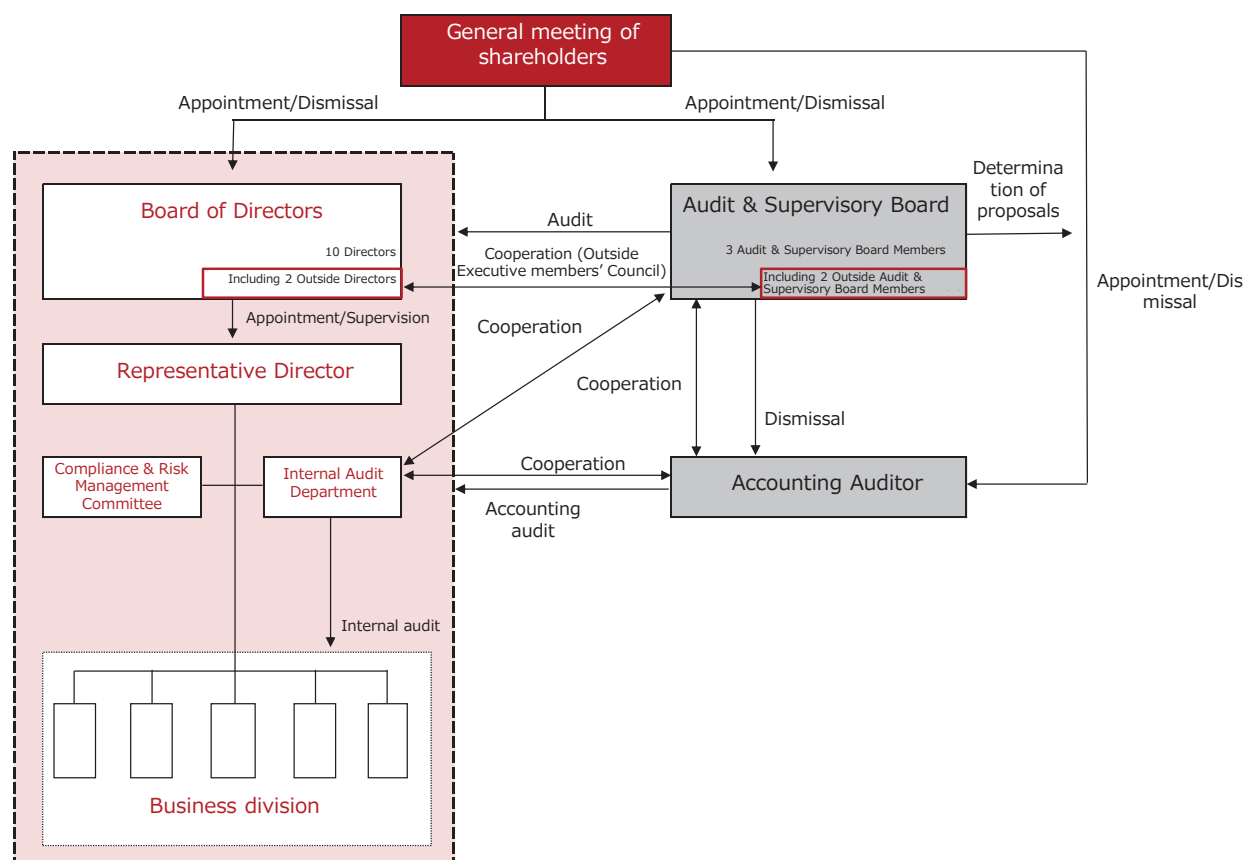 General meeting of
shareholders
Appointment/Dismissal
Appointment/Dismissal
Board of Directors
10 Directors
Including 2 Outside Directors
Audit
Cooperation (Outside
Executive members’ Council)
Audit & Supervisory Board
3 Audit & Supervisory Board Members
Including 2 Outside Audit &
Supervisory Board Members
Determina
tion of
proposals
Appointment/Dis
missal
Appointment/Supervision
Representative Director
Cooperation
Cooperation
Dismissal
Compliance & Risk
Management
Committee
Internal Audit
Department
Cooperation
Accounting
audit
Accounting Auditor
Internal audit
Business division